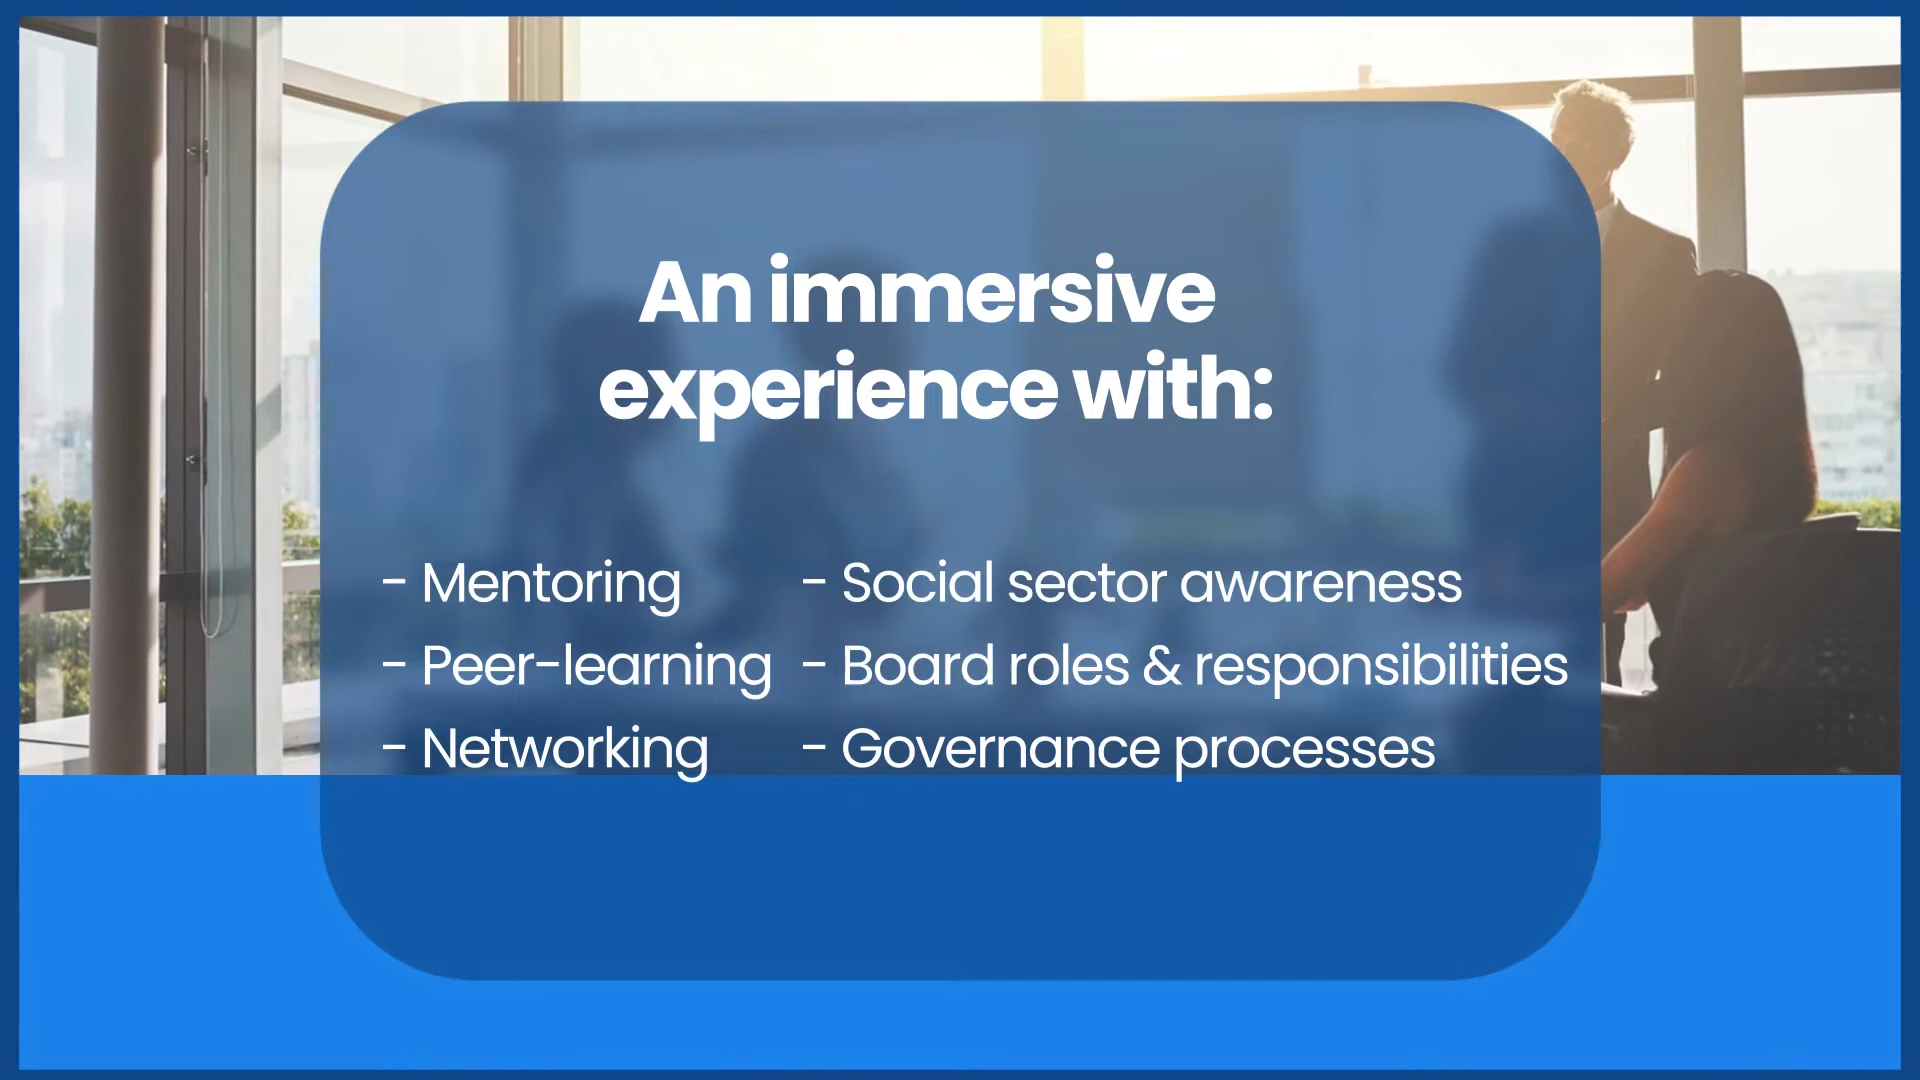 An immersive
experience with:
- Mentoring
- Peer-learning
- Networking
- Social sector awareness
- Board roles & responsibilities
- Governance processes